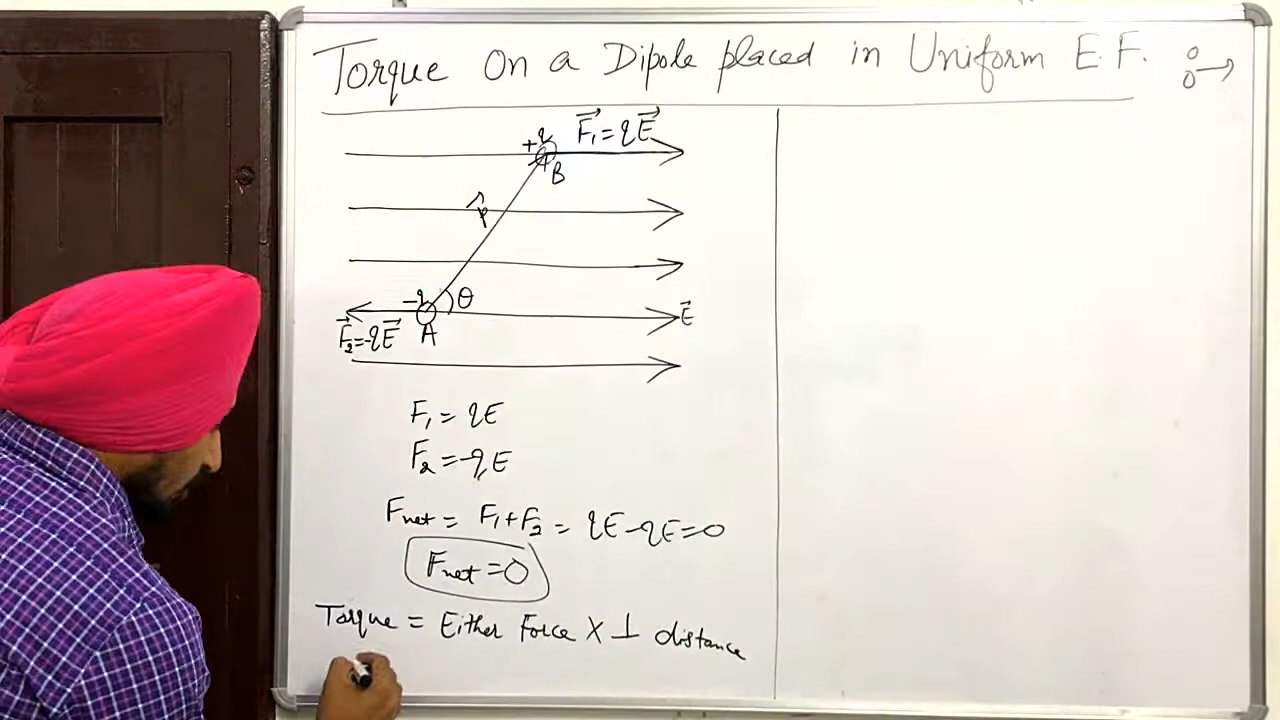 Torque On a Dipole placed in Uniform E.F.
+q
F₁ = qE
B
p
-q
θ
E
F₂ = -qE
A
F₁ = qE
F₂ = -qE
Fnet = F₁+F₂ = qE-qE=0
Fnet = 0
Torque = Either Force X ⊥ distance